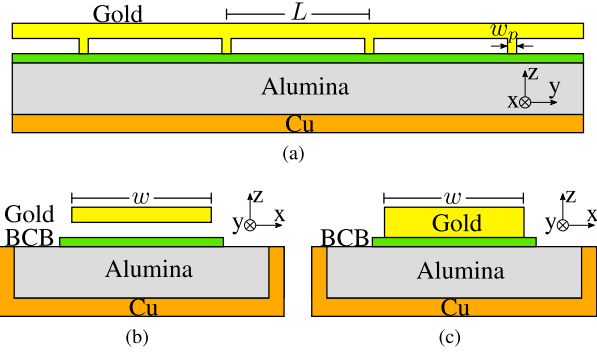 Gold
L
w_p
Alumina
z
y
x
Cu
(a)
w
z
Gold
y
x
BCB
Alumina
Cu
(b)
w
z
Gold
y
x
BCB
Alumina
Cu
(c)